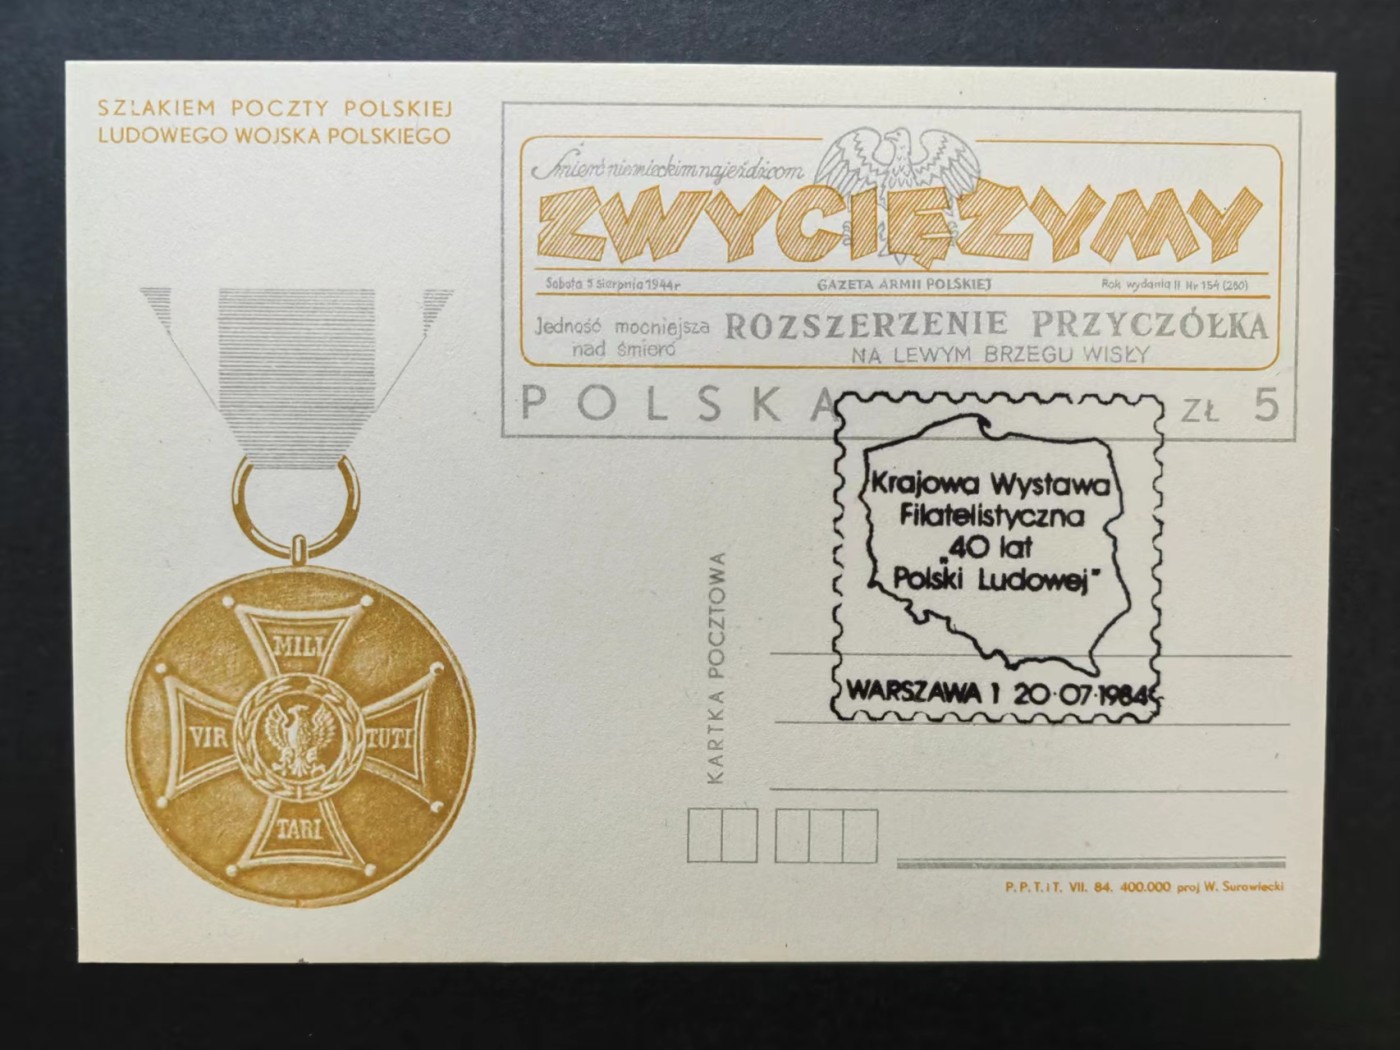 SZLAKIEM POCZTY POLSKIEJ
LUDOWEGO WOJSKA POLSKIEGO
Śmierć niemieckim najeźdźcom
ZWYCIĘŻYMY
Sobota 5 Sierpnia 1944r
GAZETA ARMII POLSKIEJ
Rok wydania II Nr 154 (280)
Jedność mocniejsza
nad śmierć
ROZSZERZENIE PRZYCZÓŁKA
NA LEWYM BRZEGU WISŁY
POLSKA ZŁ 5
Krajowa Wystawa
Filatelistyczna
„40 lat
Polski Ludowej"
WARSZAWA 1 20·07·1984
MILI
VIR TUTI
TARI
KARTKA POCZTOWA
P.P.T.iT. VII. 84. 400.000 proj W. Surowiecki